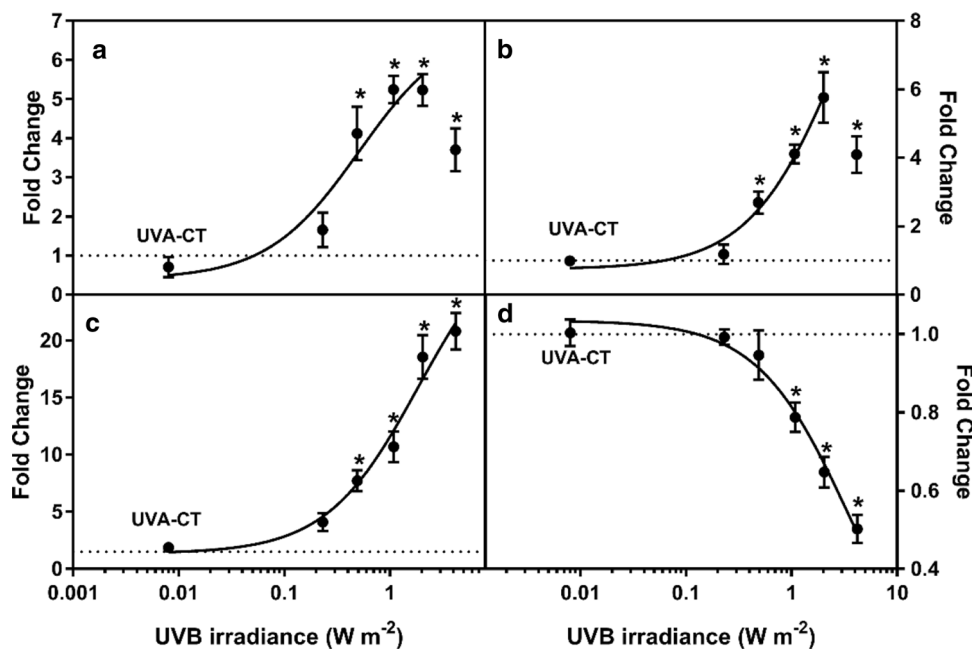 a
7
6
5
4
3
2
1
0
Fold Change
UVA-CT
* * * *
b
8
6
4
2
0
Fold Change
UVA-CT
* * * *
c
20
15
10
5
0
Fold Change
UVA-CT
* * * *
0.001 0.01 0.1 1
UVB irradiance (W m⁻²)
d
1.0
0.8
0.6
0.4
Fold Change
UVA-CT
* * *
0.01 0.1 1 10
UVB irradiance (W m⁻²)